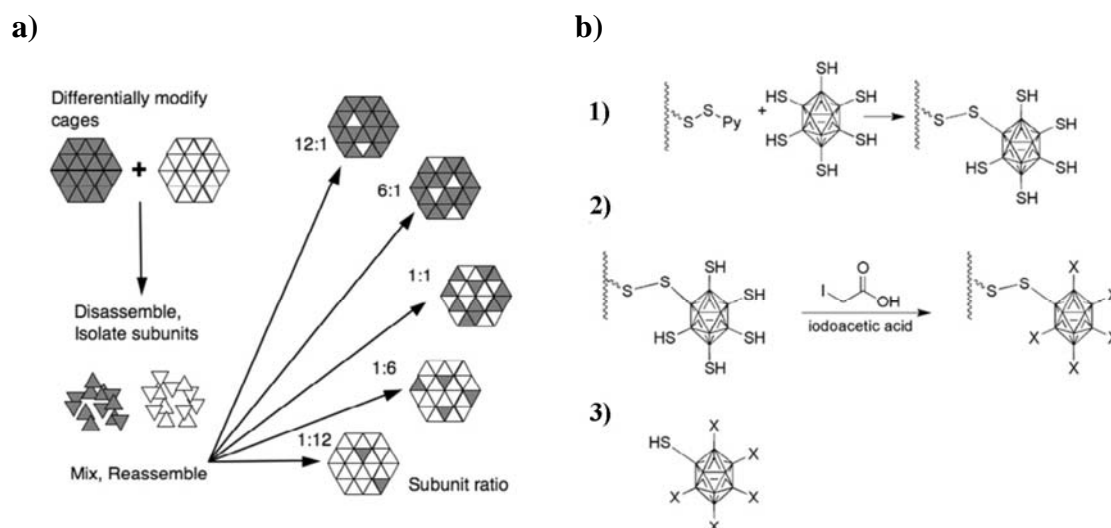 a)
Differentially modify
cages
+
Disassemble,
Isolate subunits
Mix, Reassemble
12:1
6:1
1:1
1:6
1:12
Subunit ratio
b)
1)
S
S
Py
+
SH
HS
SH
HS
SH
SH
S
S
SH
SH
HS
SH
SH
2)
S
S
SH
SH
HS
SH
SH
I
O
OH
iodoacetic acid
S
S
X
X
X
X
X
3)
HS
X
X
X
X
X